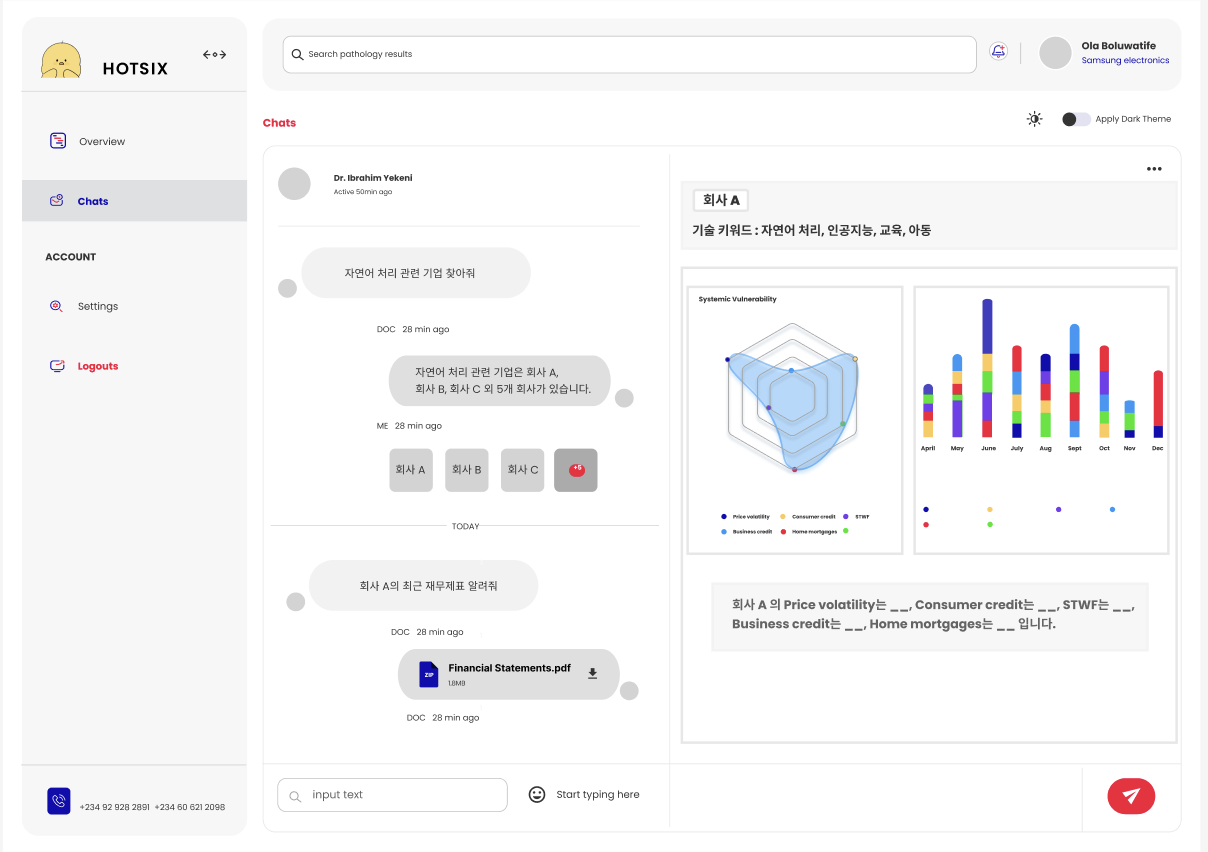 HOTSIX
Overview
Chats
ACCOUNT
Settings
Logouts
+234 92 928 2891 +234 60 621 2098
Search pathology results
Ola Boluwatife
Samsung electronics
Chats
Apply Dark Theme
Dr. Ibrahim Yekeni
Active 50min ago
자연어 처리 관련 기업 찾아줘
DOC 28 min ago
자연어 처리 관련 기업은 회사 A,
회사 B, 회사 C 외 5개 회사가 있습니다.
ME 28 min ago
회사 A
회사 B
회사 C
+5
TODAY
회사 A의 최근 재무제표 알려줘
DOC 28 min ago
ZIP
Financial Statements.pdf
1.8MB
DOC 28 min ago
input text
Start typing here
회사 A
기술 키워드 : 자연어 처리, 인공지능, 교육, 아동
Systemic Vulnerability
Price volatility
Consumer credit
STWF
Business credit
Home mortgages
April May June July Aug Sept Oct Nov Dec
회사 A 의 Price volatility는 __, Consumer credit는 __, STWF는 __,
Business credit는 __, Home mortgages는 __ 입니다.